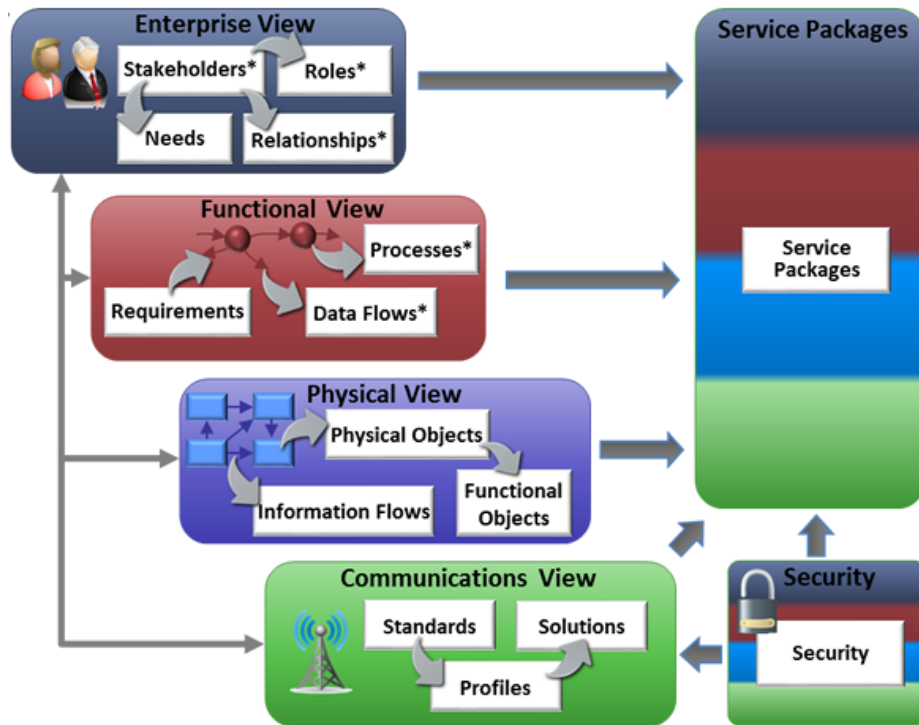 Enterprise View
Stakeholders*
Roles*
Needs
Relationships*
Service Packages
Service
Packages
Functional View
Processes*
Requirements
Data Flows*
Physical View
Physical Objects
Information Flows
Functional
Objects
Communications View
Standards
Solutions
Profiles
Security
Security